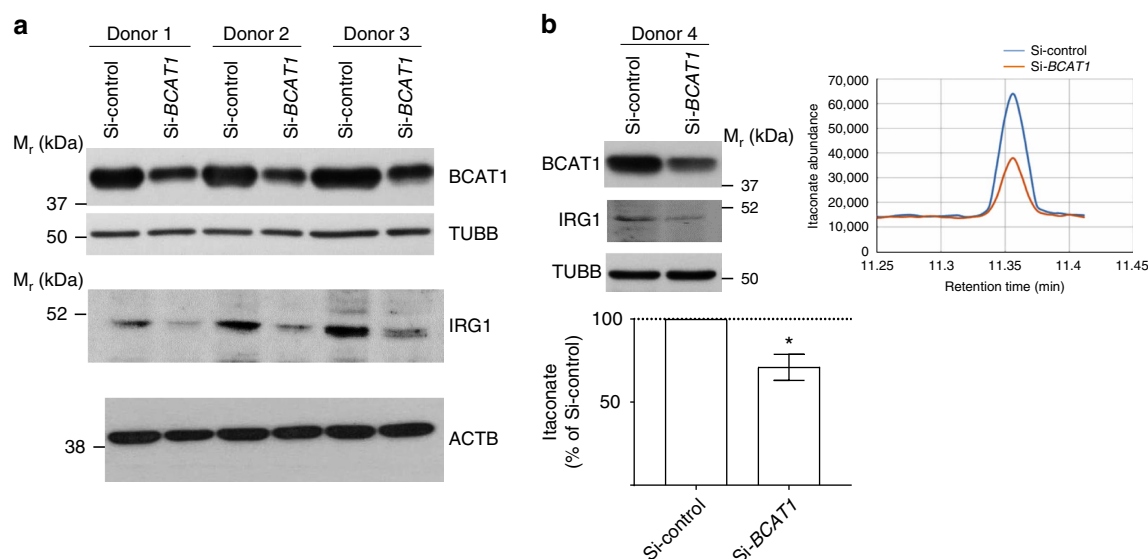 a
Donor 1 Donor 2 Donor 3
Si-control Si-BCAT1 Si-control Si-BCAT1 Si-control Si-BCAT1
Mr (kDa)
BCAT1
37
TUBB
50
Mr (kDa)
52
IRG1
ACTB
38
b
Donor 4
Si-control Si-BCAT1
Mr (kDa)
BCAT1
37
52
IRG1
TUBB
50
Si-control
Si-BCAT1
Itaconate abundance
70,000
60,000
50,000
40,000
30,000
20,000
10,000
0
11.25 11.3 11.35 11.4 11.45
Retention time (min)
Itaconate
(% of Si-control)
100
*
50
Si-control Si-BCAT1